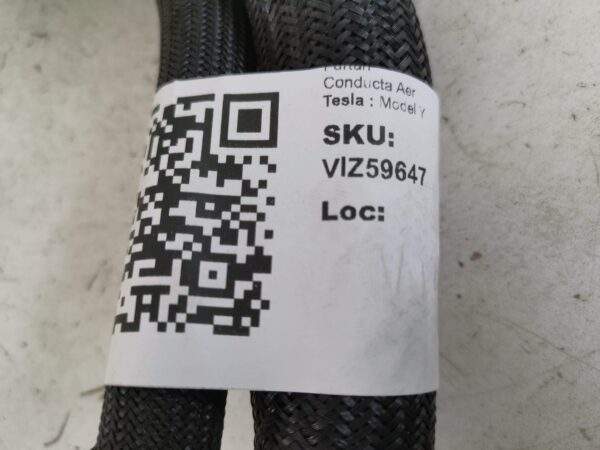 Conducta Aer
Tesla : Model Y
SKU:
VIZ59647
Loc: